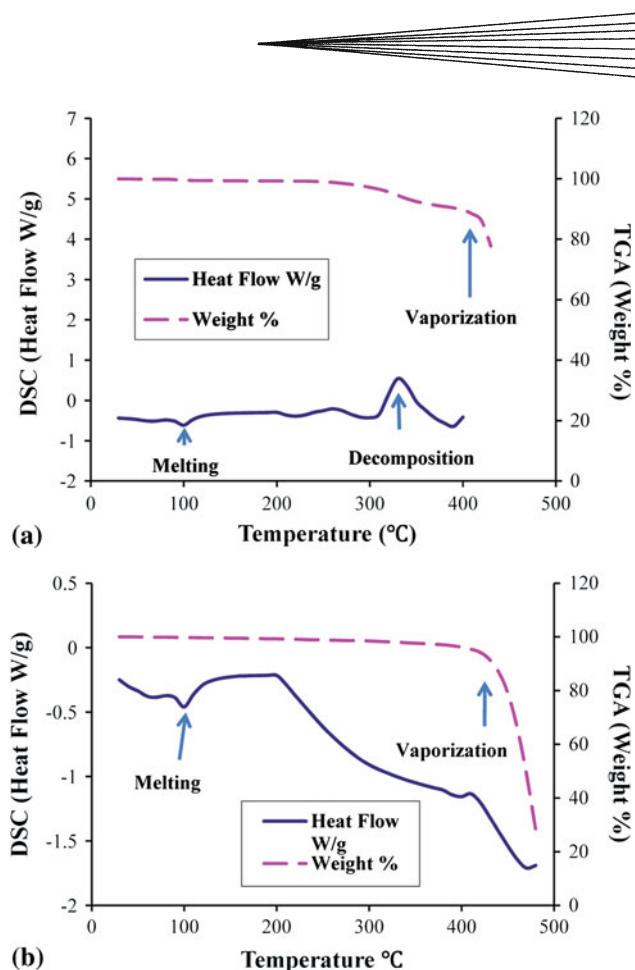 7
6
5
4
3
2
1
0
-1
-2
DSC (Heat Flow W/g)
120
100
80
60
40
20
0
TGA (Weight %)
Heat Flow W/g
Weight %
Vaporization
Melting
Decomposition
0 100 200 300 400 500
(a) Temperature (℃)
0.5
0
-0.5
-1
-1.5
-2
DSC (Heat Flow W/g)
120
100
80
60
40
20
0
TGA (Weight %)
Melting
Vaporization
Heat Flow
W/g
Weight %
0 100 200 300 400 500
(b) Temperature ℃